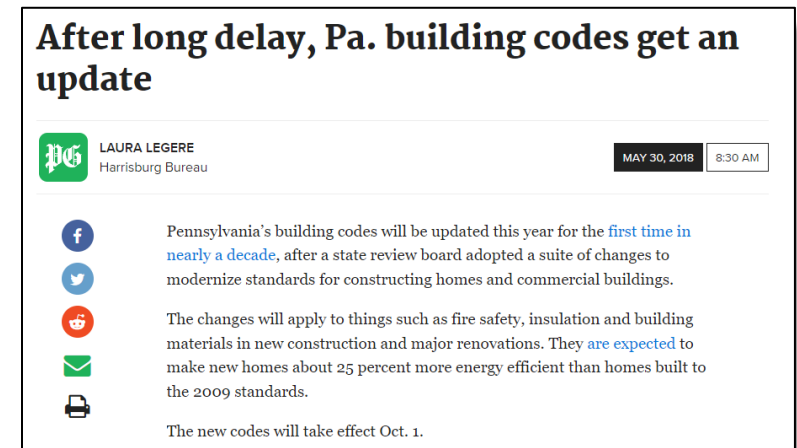 After long delay, Pa. building codes get an
update
PG
LAURA LEGERE
Harrisburg Bureau
MAY 30, 2018
8:30 AM
Pennsylvania’s building codes will be updated this year for the first time in
nearly a decade, after a state review board adopted a suite of changes to
modernize standards for constructing homes and commercial buildings.
The changes will apply to things such as fire safety, insulation and building
materials in new construction and major renovations. They are expected to
make new homes about 25 percent more energy efficient than homes built to
the 2009 standards.
The new codes will take effect Oct. 1.